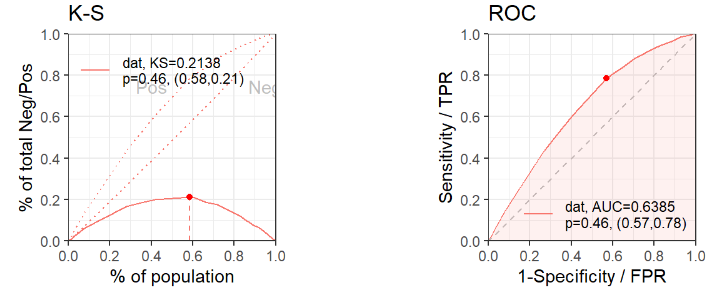 K-S
% of total Neg/Pos
1.0
0.8
0.6
0.4
0.2
0.0
dat, KS=0.2138
p=0.46, (0.58,0.21)
Pos
Neg
0.0 0.2 0.4 0.6 0.8 1.0
% of population
ROC
Sensitivity / TPR
1.0
0.8
0.6
0.4
0.2
0.0
dat, AUC=0.6385
p=0.46, (0.57,0.78)
0.0 0.2 0.4 0.6 0.8 1.0
1-Specificity / FPR